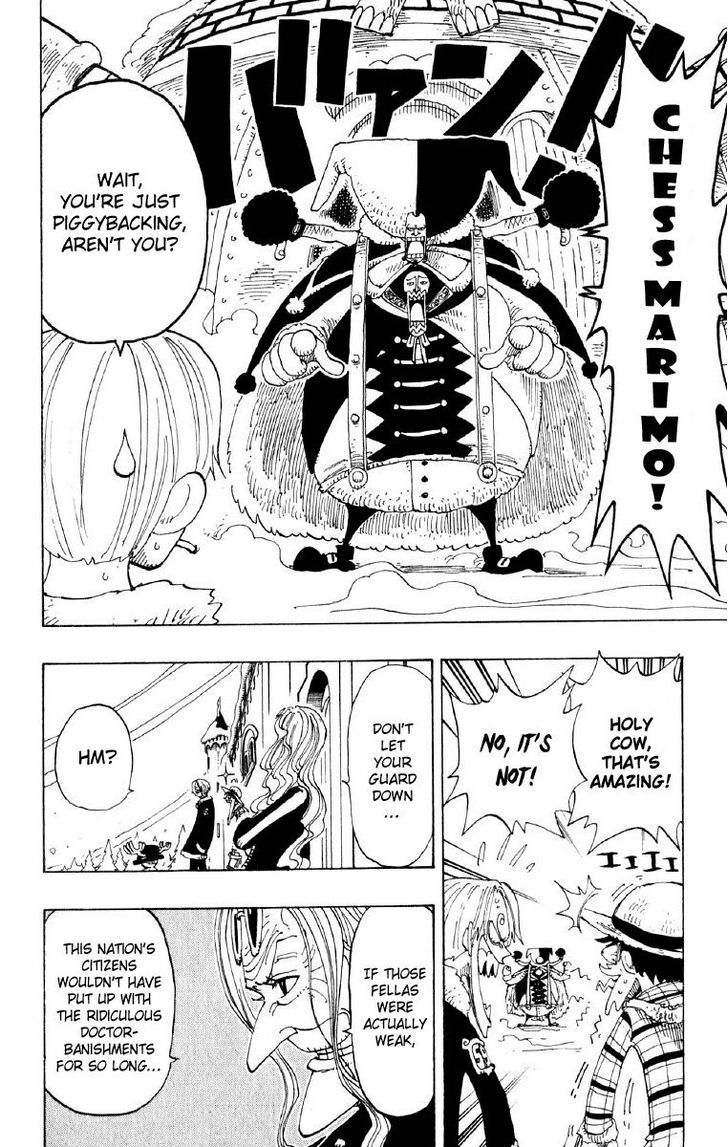 CHESS MARIMO!
バァン!!
WAIT,
YOU'RE JUST
PIGGYBACKING,
AREN'T YOU?
HOLY
COW,
THAT'S
AMAZING!
NO, IT'S
NOT!
DON'T
LET
YOUR
GUARD
DOWN
...
HM?
IF THOSE
FELLAS
WERE
ACTUALLY
WEAK,
THIS NATION'S
CITIZENS
WOULDN'T HAVE
PUT UP WITH
THE RIDICULOUS
DOCTOR-
BANISHMENTS
FOR SO LONG...